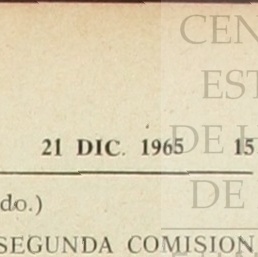 CEN
EST
21 DIC. 1965 15
DE L
do.)
DE
SEGUNDA COMISION